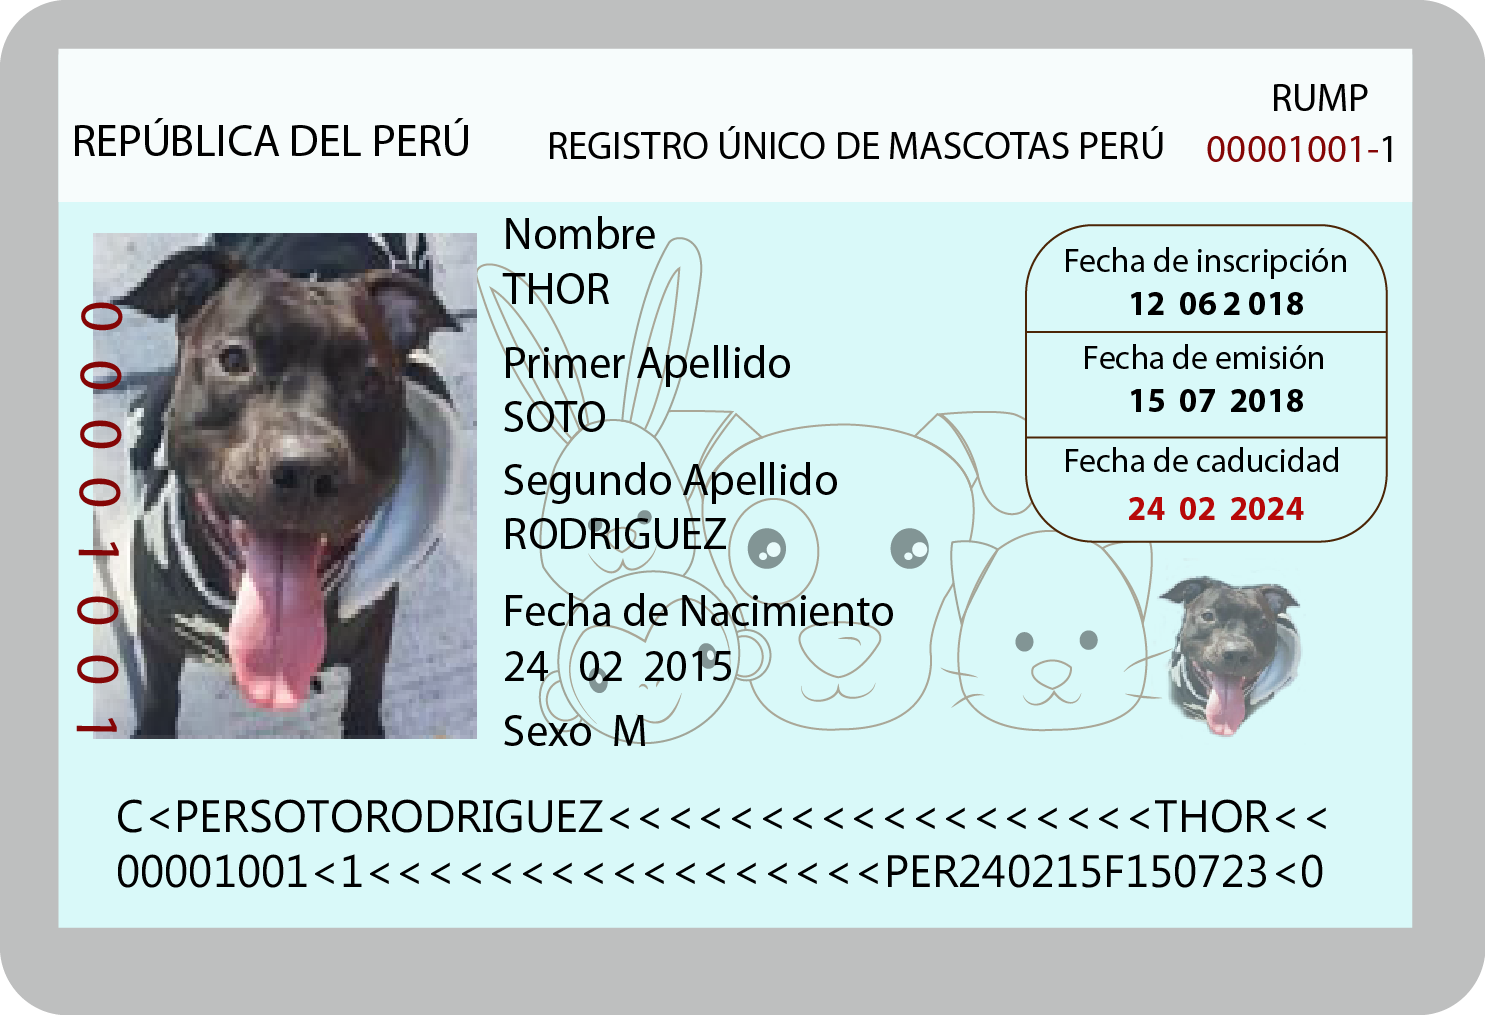 REPÚBLICA DEL PERÚ
REGISTRO ÚNICO DE MASCOTAS PERÚ
RUMP
00001001-1
00001001
Nombre
THOR
Primer Apellido
SOTO
Segundo Apellido
RODRIGUEZ
Fecha de Nacimiento
24 02 2015
Sexo M
Fecha de inscripción
12 06 2 018
Fecha de emisión
15 07 2018
Fecha de caducidad
24 02 2024
C<PERSOTORODRIGUEZ<<<<<<<<<<<<<<<<<<THOR<<
00001001<1<<<<<<<<<<<<<<<<<PER240215F150723<0